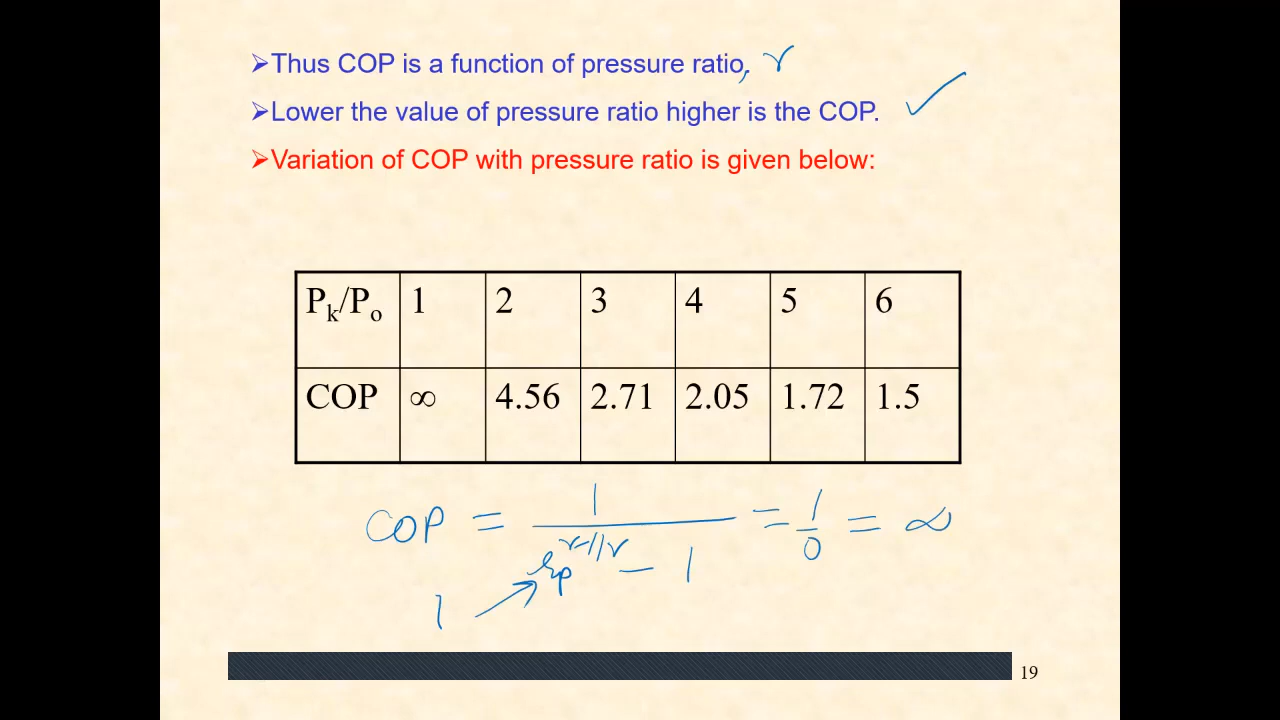 ➢Thus COP is a function of pressure ratio. , γ
➢Lower the value of pressure ratio higher is the COP.
➢Variation of COP with pressure ratio is given below:
Pk/Po 1 2 3 4 5 6
COP ∞ 4.56 2.71 2.05 1.72 1.5
COP = 1 / rp^(γ-1/γ) - 1 = 1/0 = ∞
1
19